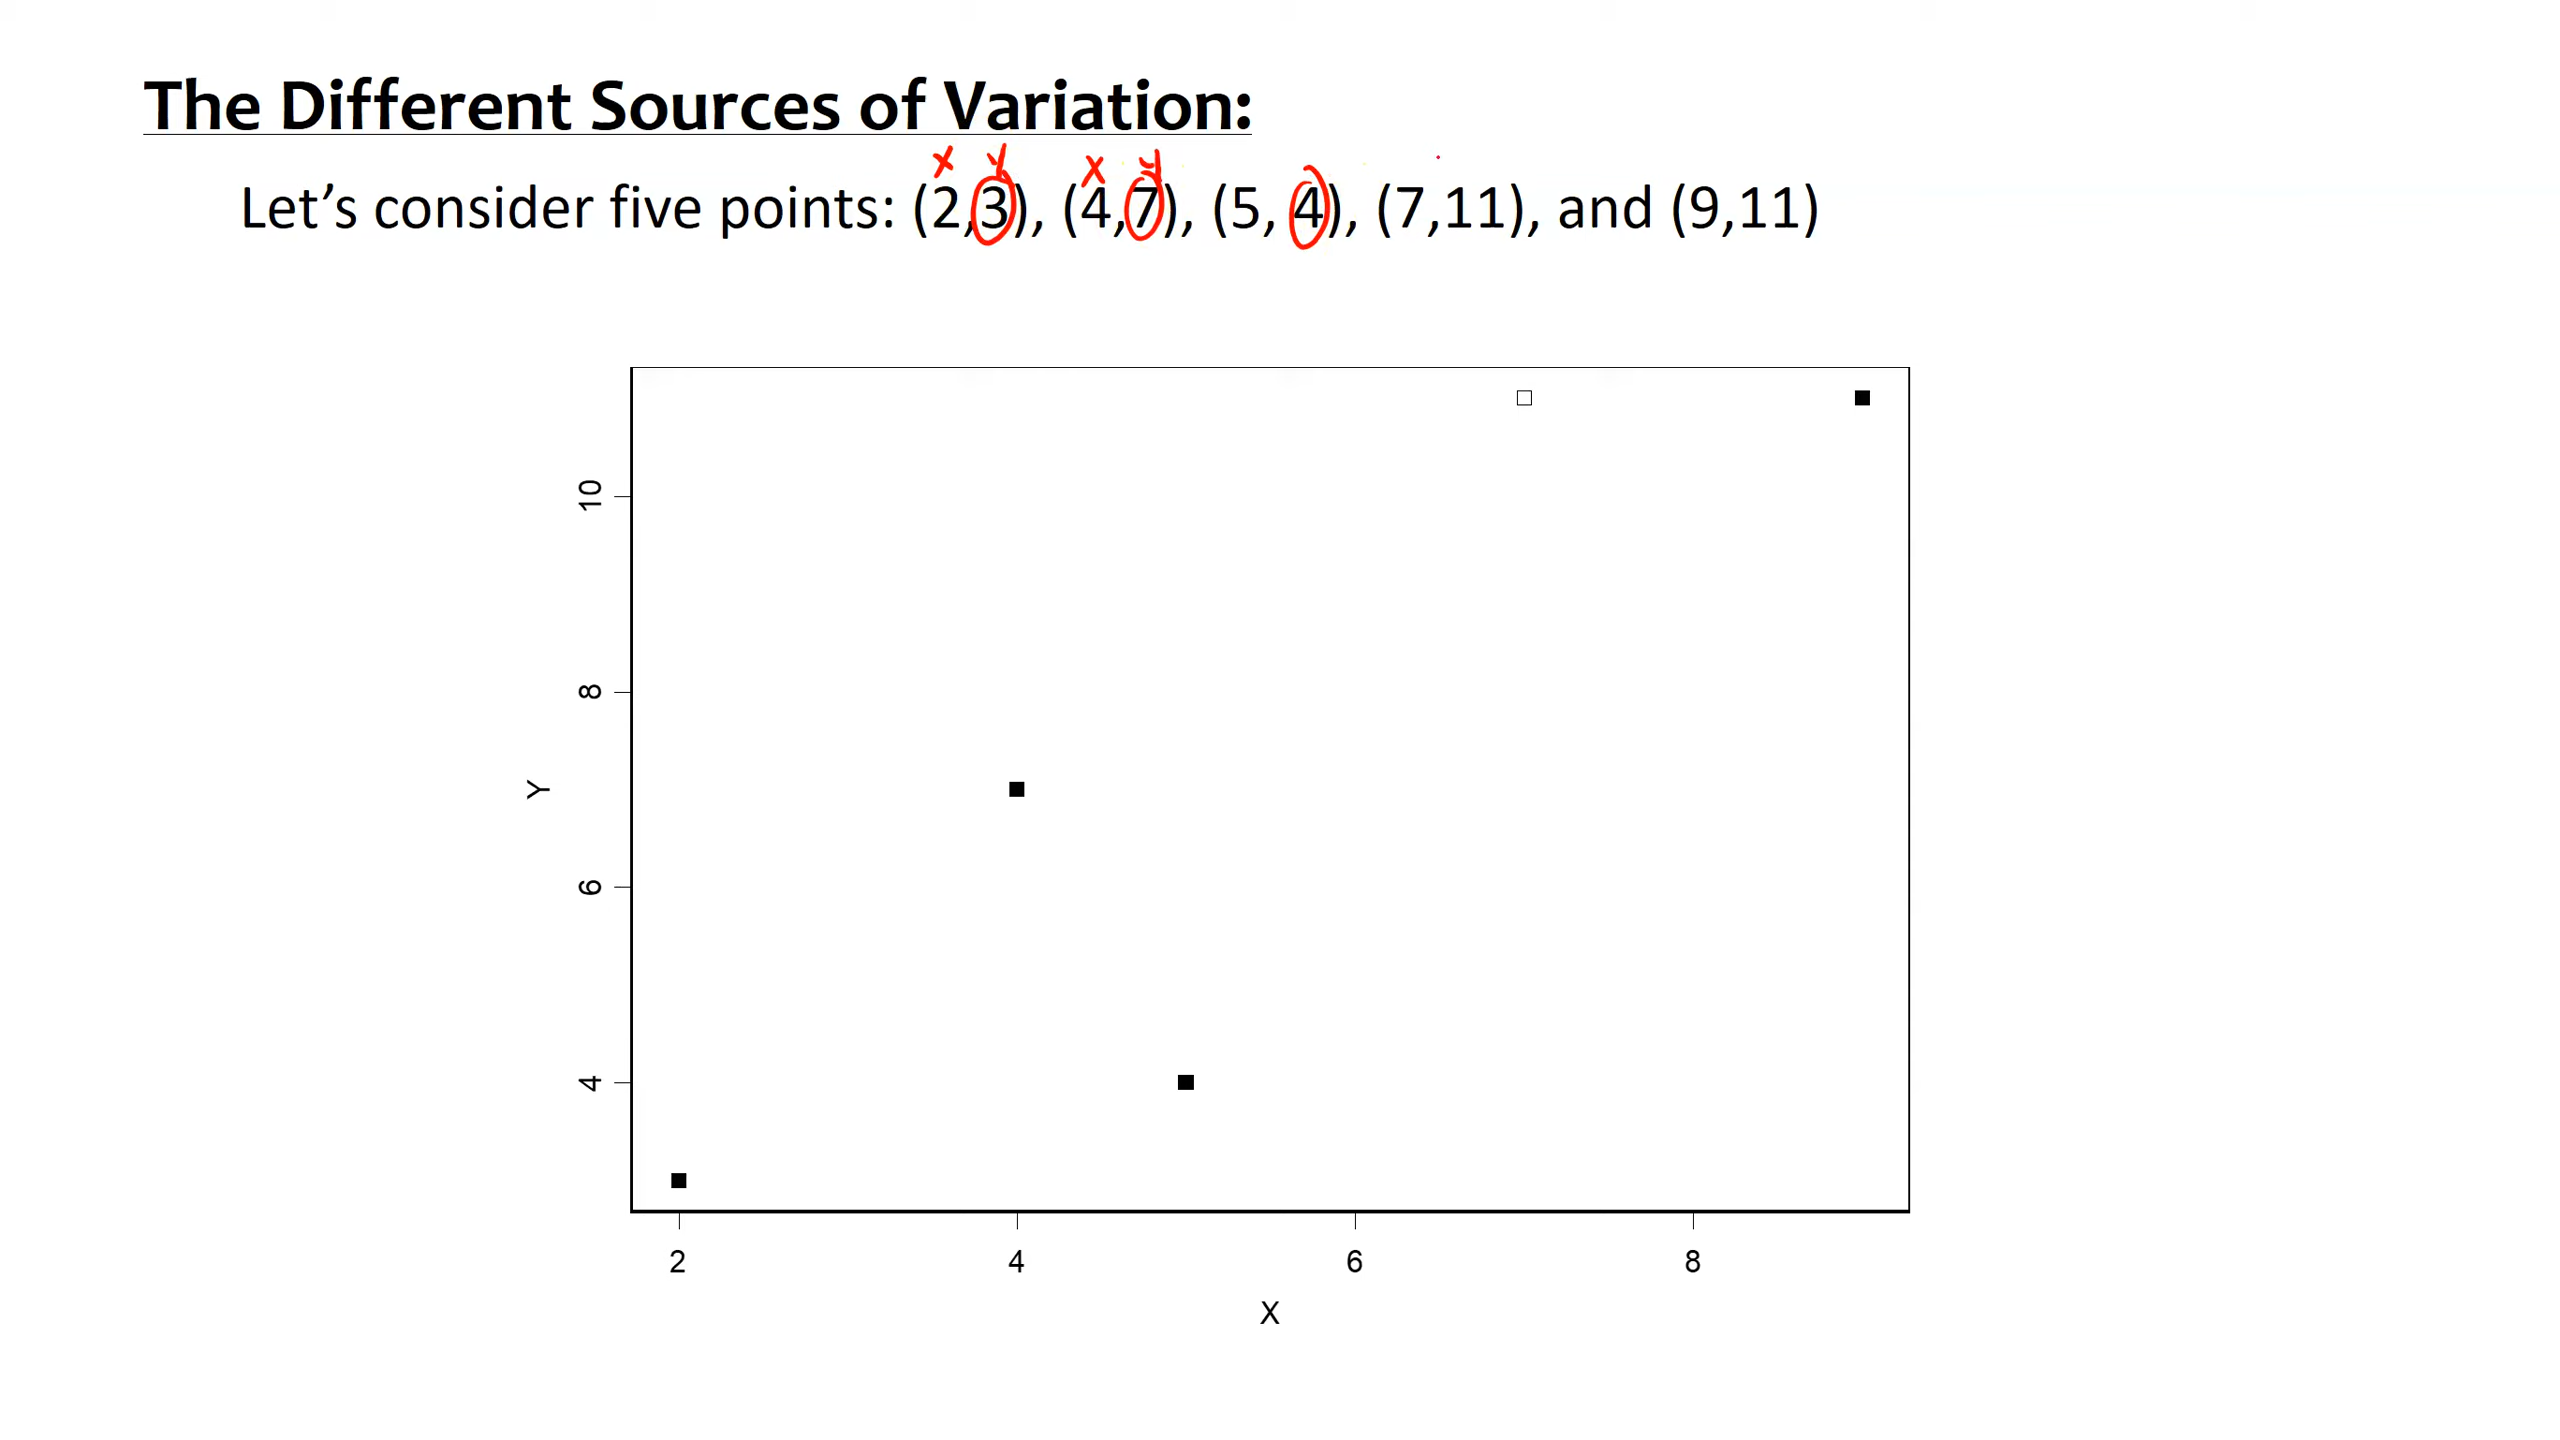 The Different Sources of Variation:
x y x y
Let's consider five points: (2,3), (4,7), (5, 4), (7,11), and (9,11)
10
8
Y
6
4
2 4 6 8
X